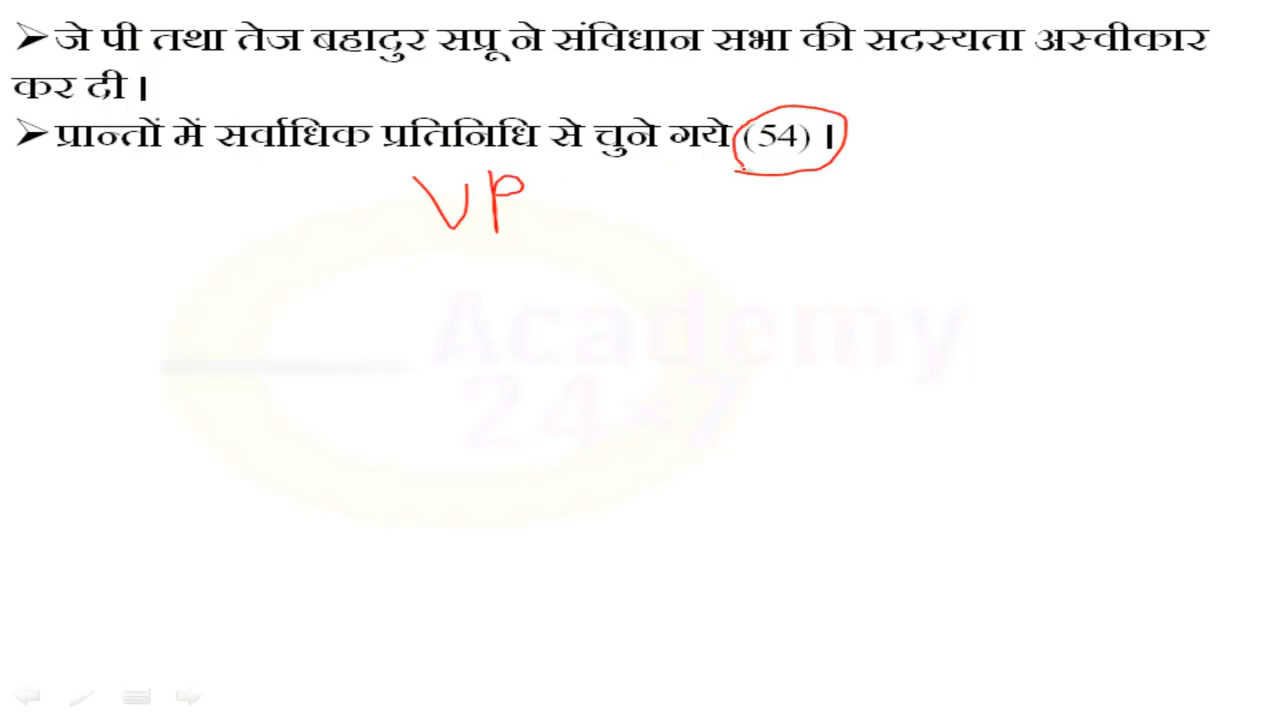 ➢जे पी तथा तेज बहादुर सप्रू ने संविधान सभा की सदस्यता अस्वीकार
कर दी ।
➢प्रान्तों में सर्वाधिक प्रतिनिधि से चुने गये (54) ।
UP
Academy
24×7